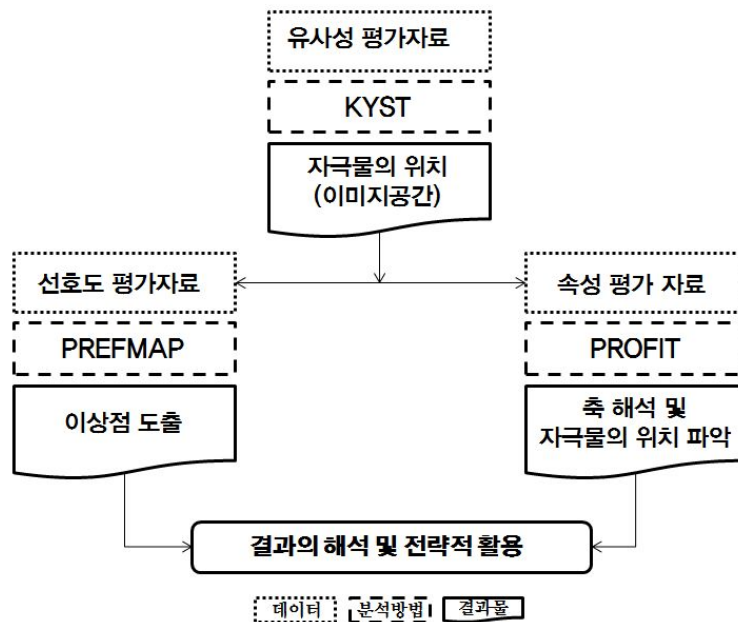 유사성 평가자료
KYST
자극물의 위치
(이미지공간)
선호도 평가자료
속성 평가 자료
PREFMAP
PROFIT
이상점 도출
축 해석 및
자극물의 위치 파악
결과의 해석 및 전략적 활용
데이터
분석방법
결과물